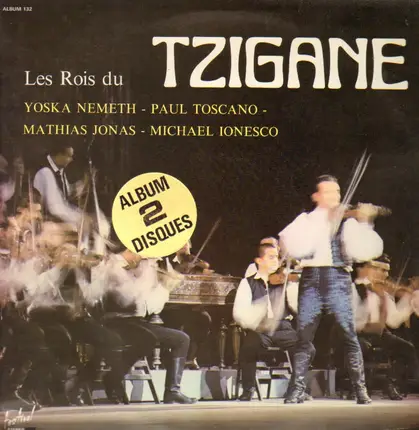 ALBUM 132
Les Rois du
TZIGANE
YOSKA NEMETH - PAUL TOSCANO -
MATHIAS JONAS - MICHAEL IONESCO
ALBUM
2
DISQUES
Festival